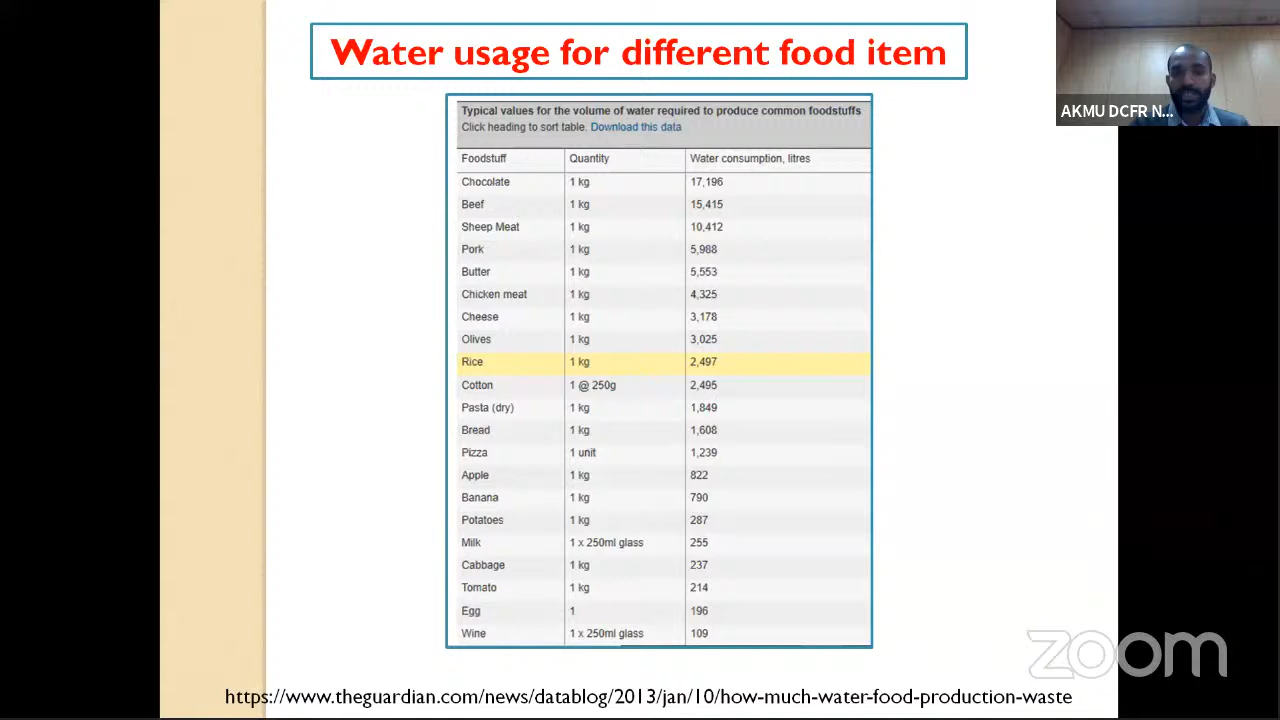 Water usage for different food item
AKMU DCFR N...
Typical values for the volume of water required to produce common foodstuffs
Click heading to sort table. Download this data
Foodstuff Quantity Water consumption, litres
Chocolate 1 kg 17,196
Beef 1 kg 15,415
Sheep Meat 1 kg 10,412
Pork 1 kg 5,988
Butter 1 kg 5,553
Chicken meat 1 kg 4,325
Cheese 1 kg 3,178
Olives 1 kg 3,025
Rice 1 kg 2,497
Cotton 1 @ 250g 2,495
Pasta (dry) 1 kg 1,849
Bread 1 kg 1,608
Pizza 1 unit 1,239
Apple 1 kg 822
Banana 1 kg 790
Potatoes 1 kg 287
Milk 1 x 250ml glass 255
Cabbage 1 kg 237
Tomato 1 kg 214
Egg 1 196
Wine 1 x 250ml glass 109
zoom
https://www.theguardian.com/news/datablog/2013/jan/10/how-much-water-food-production-waste